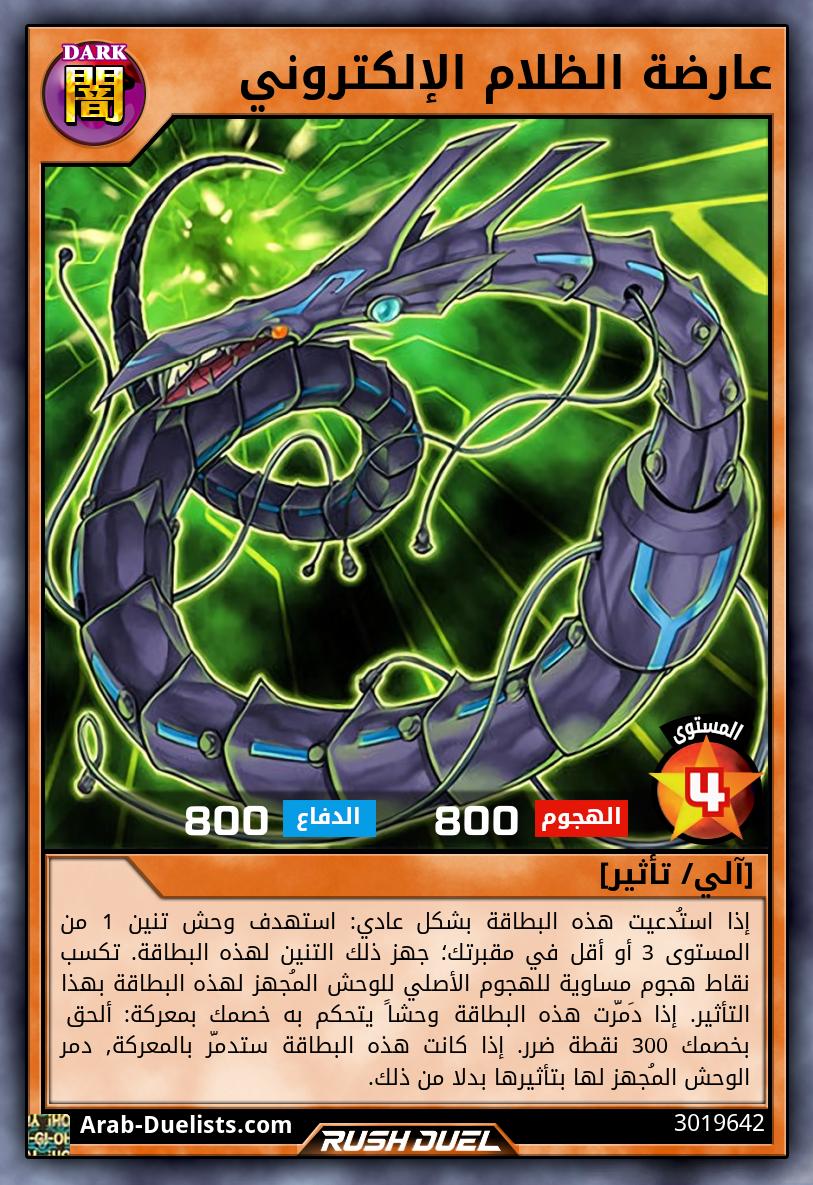 DARK
闇
عارضة الظلام الإلكتروني
المستوى
4
الهجوم 800 الدفاع 800
[آلي/ تأثير]
إذا استُدعيت هذه البطاقة بشكل عادي: استهدف وحش تنين 1 من
المستوى 3 أو أقل في مقبرتك؛ جهز ذلك التنين لهذه البطاقة. تكسب
نقاط هجوم مساوية للهجوم الأصلي للوحش المُجهز لهذه البطاقة بهذا
التأثير. إذا دَمّرت هذه البطاقة وحشاً يتحكم به خصمك بمعركة: ألحق
بخصمك 300 نقطة ضرر. إذا كانت هذه البطاقة ستدمرّ بالمعركة, دمر
الوحش المُجهز لها بتأثيرها بدلا من ذلك.
Arab-Duelists.com
RUSH DUEL
3019642